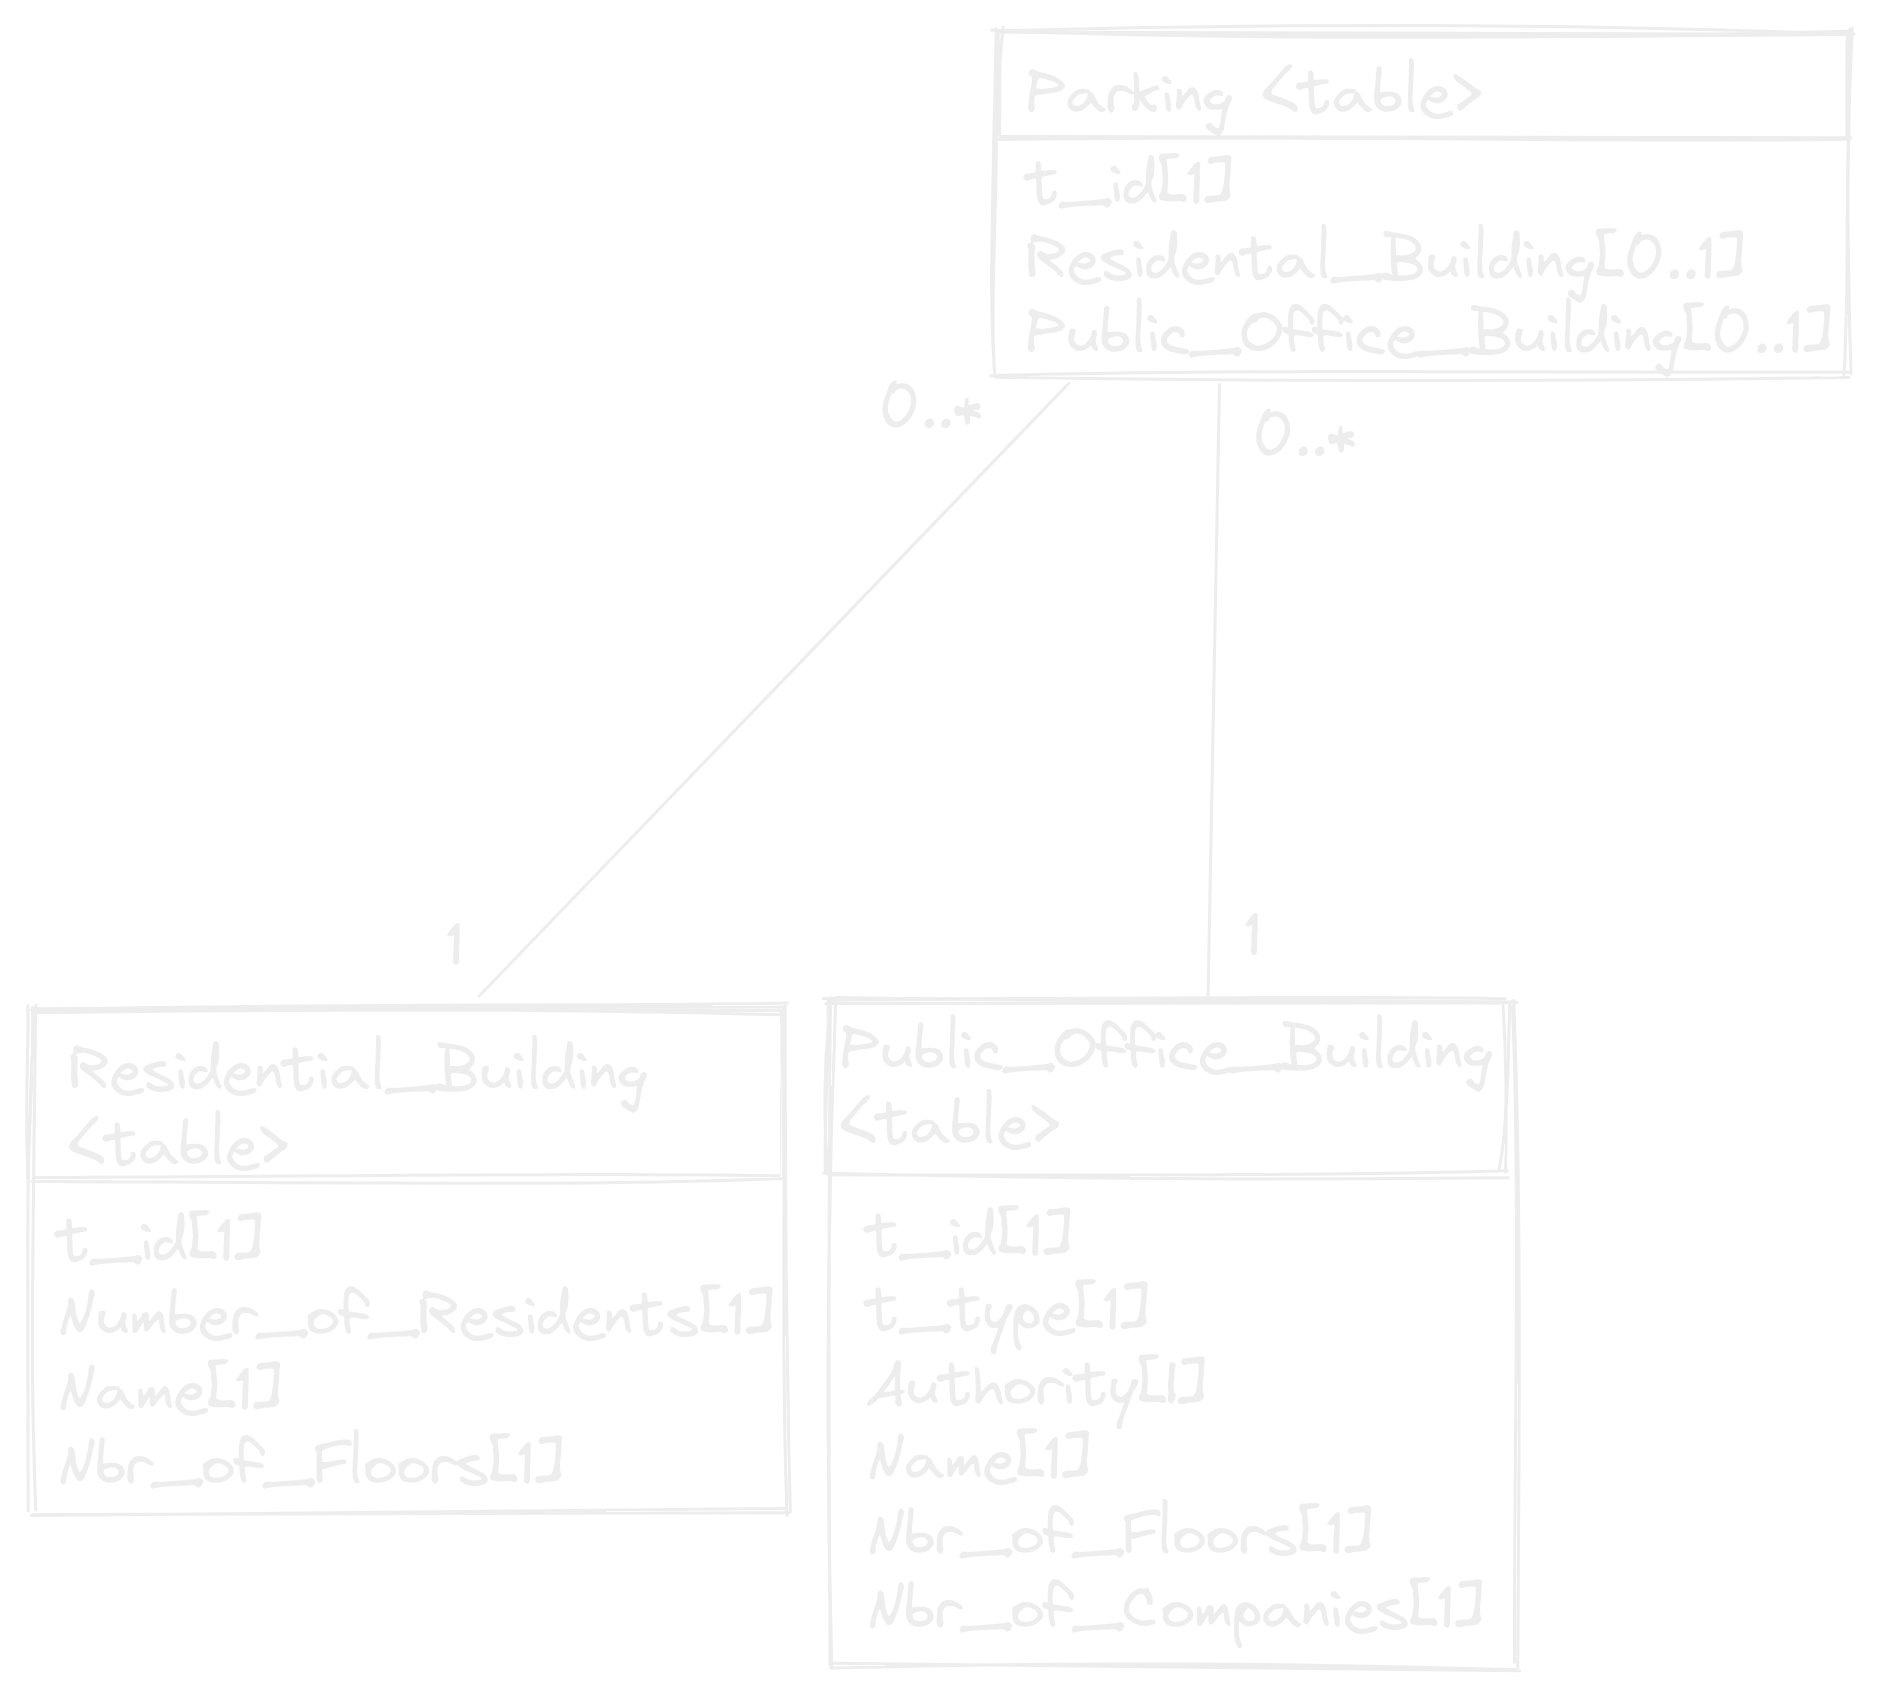 Parking <table>
t_id[1]
Residental_Building[0..1]
Public_Office_Building[0..1]
0..*
0..*
1
1
Residential_Building
<table>
t_id[1]
Number_of_Residents[1]
Name[1]
Nbr_of_Floors[1]
Public_Office_Building
<table>
t_id[1]
t_type[1]
Authority[1]
Name[1]
Nbr_of_Floors[1]
Nbr_of_Companies[1]